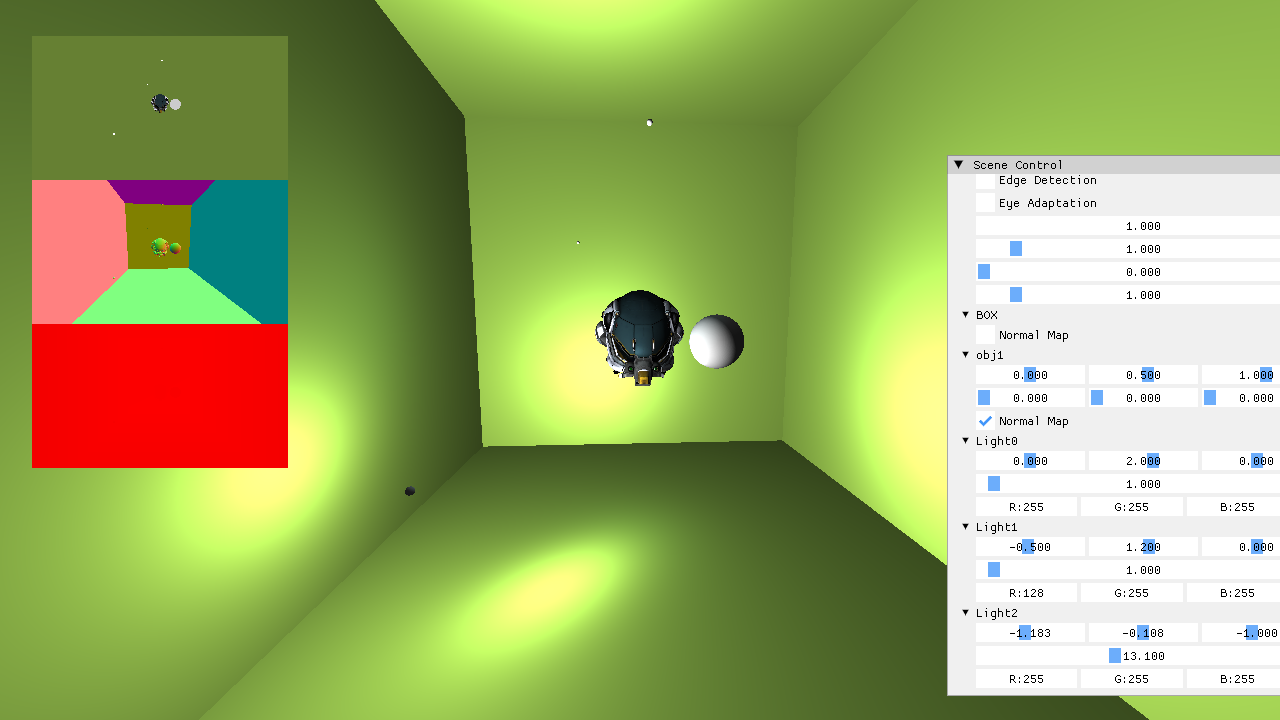 Scene Control
Edge Detection
Eye Adaptation
1.000
1.000
0.000
1.000
BOX
Normal Map
obj1
0.000 0.500 1.000
0.000 0.000 0.000
Normal Map
Light0
0.000 2.000 0.000
1.000
R:255 G:255 B:255
Light1
-0.500 1.200 0.000
1.000
R:128 G:255 B:255
Light2
-1.183 -0.108 -1.000
13.100
R:255 G:255 B:255